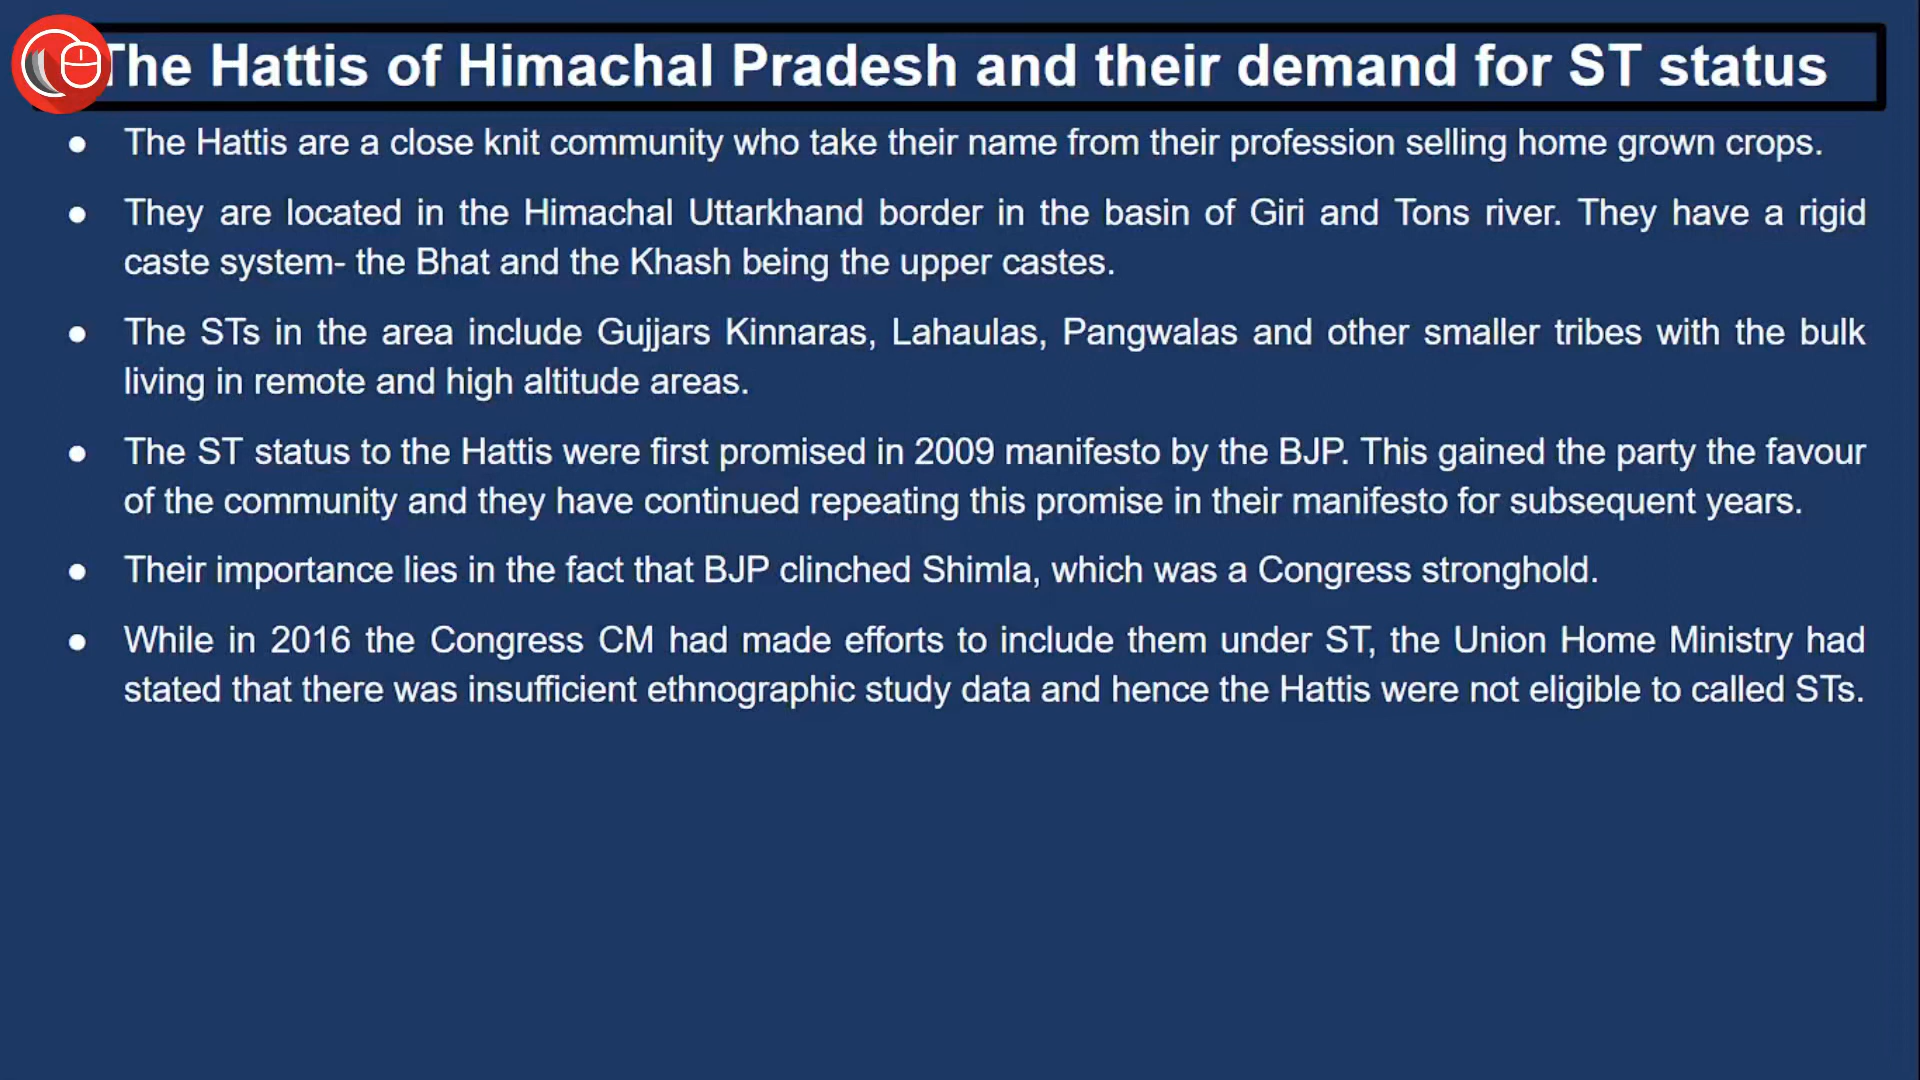 The Hattis of Himachal Pradesh and their demand for ST status
● The Hattis are a close knit community who take their name from their profession selling home grown crops.
● They are located in the Himachal Uttarkhand border in the basin of Giri and Tons river. They have a rigid
caste system- the Bhat and the Khash being the upper castes.
● The STs in the area include Gujjars Kinnaras, Lahaulas, Pangwalas and other smaller tribes with the bulk
living in remote and high altitude areas.
● The ST status to the Hattis were first promised in 2009 manifesto by the BJP. This gained the party the favour
of the community and they have continued repeating this promise in their manifesto for subsequent years.
● Their importance lies in the fact that BJP clinched Shimla, which was a Congress stronghold.
● While in 2016 the Congress CM had made efforts to include them under ST, the Union Home Ministry had
stated that there was insufficient ethnographic study data and hence the Hattis were not eligible to called STs.